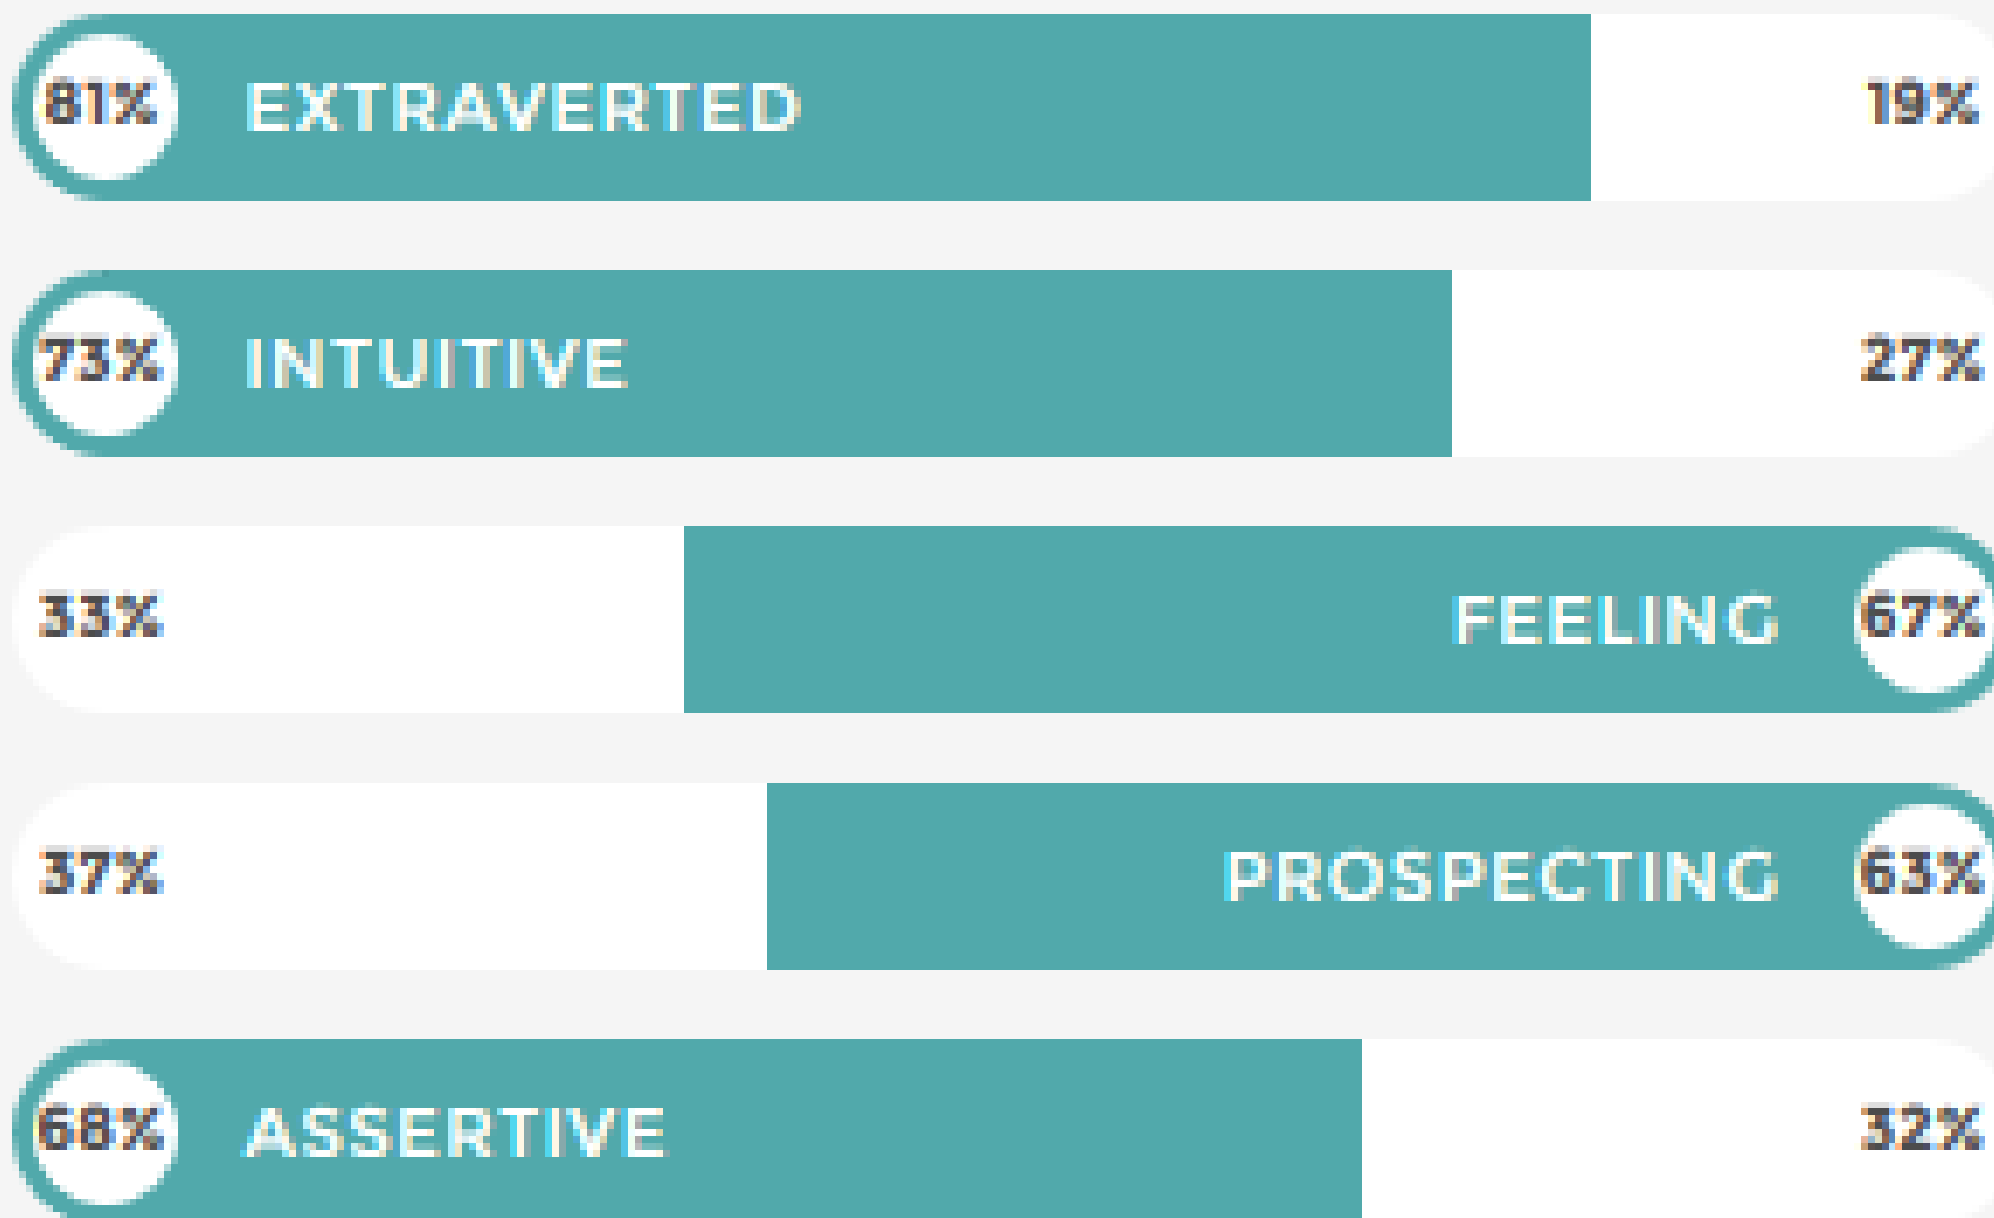 81% EXTRAVERTED 19%
73% INTUITIVE 27%
33% FEELING 67%
37% PROSPECTING 63%
68% ASSERTIVE 32%